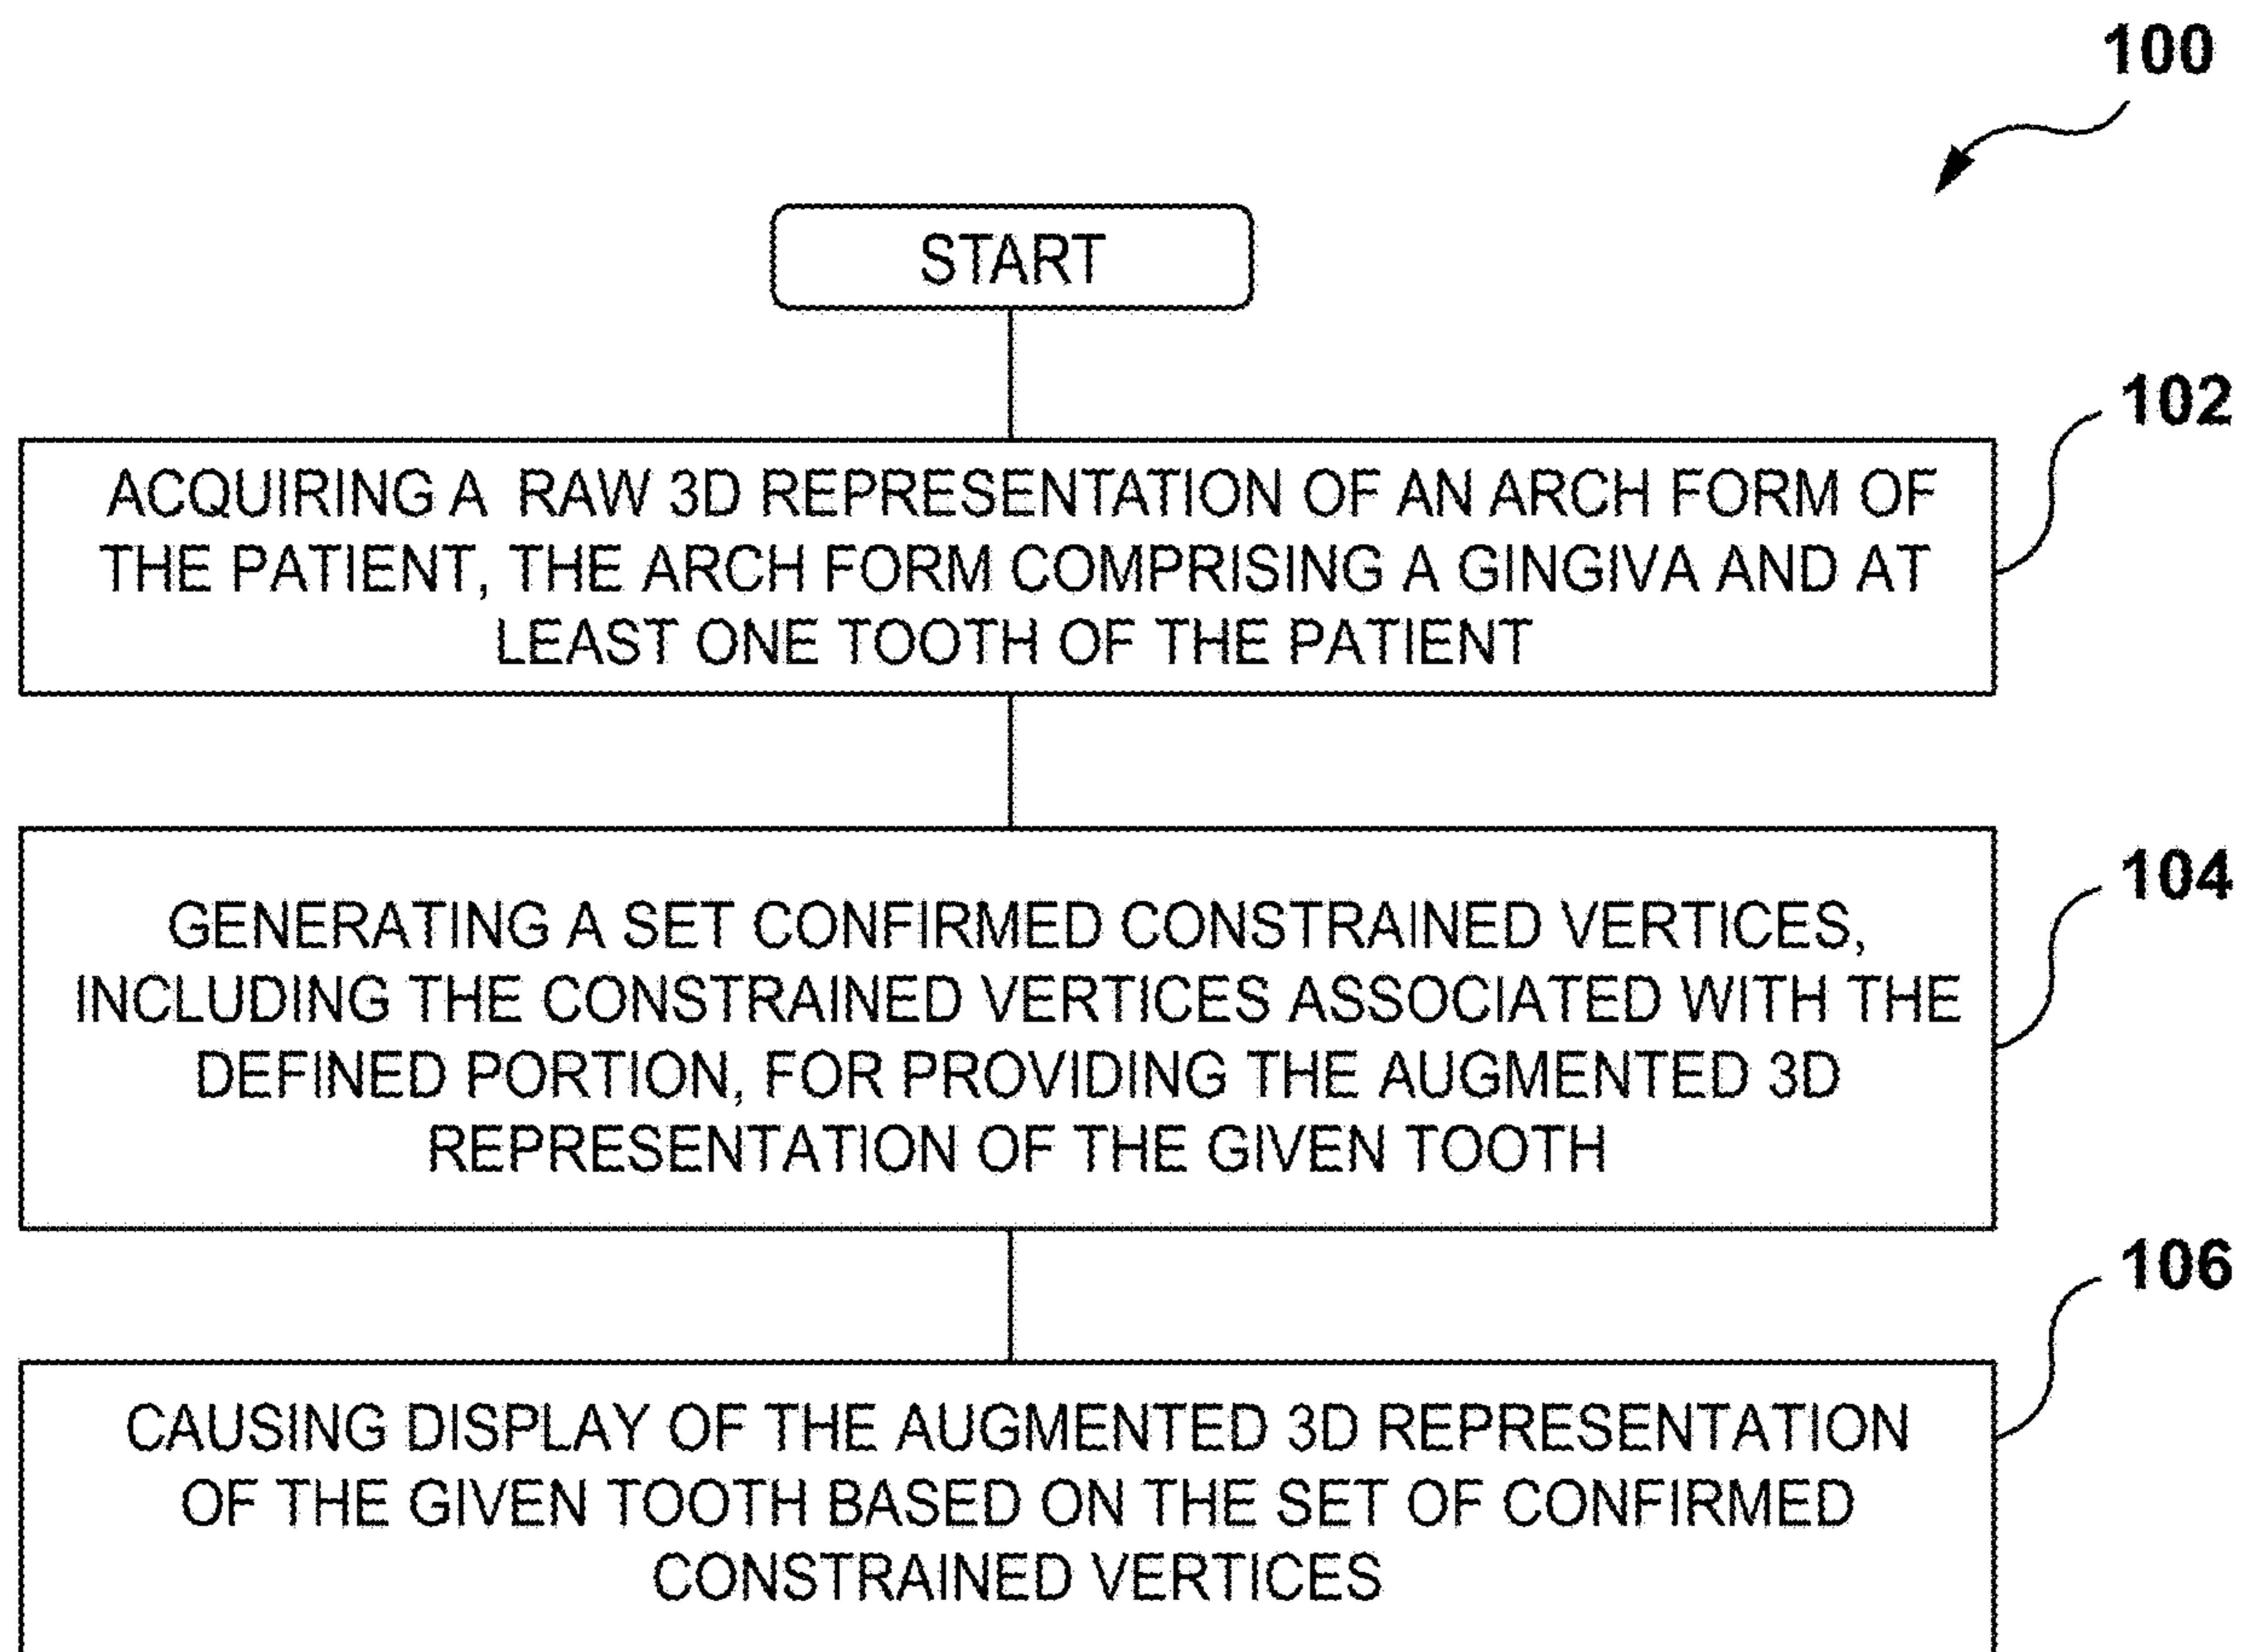 100
START
102
ACQUIRING A RAW 3D REPRESENTATION OF AN ARCH FORM OF
THE PATIENT, THE ARCH FORM COMPRISING A GINGIVA AND AT
LEAST ONE TOOTH OF THE PATIENT
104
GENERATING A SET CONFIRMED CONSTRAINED VERTICES,
INCLUDING THE CONSTRAINED VERTICES ASSOCIATED WITH THE
DEFINED PORTION, FOR PROVIDING THE AUGMENTED 3D
REPRESENTATION OF THE GIVEN TOOTH
106
CAUSING DISPLAY OF THE AUGMENTED 3D REPRESENTATION
OF THE GIVEN TOOTH BASED ON THE SET OF CONFIRMED
CONSTRAINED VERTICES